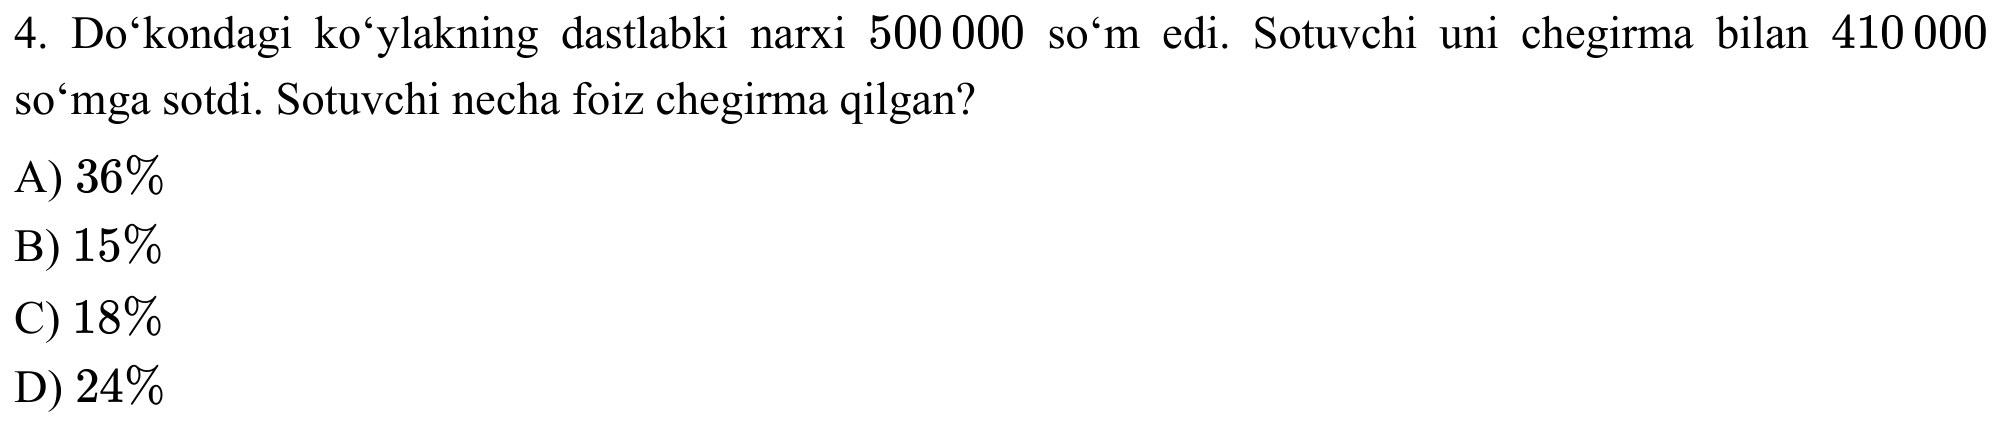 4. Do‘kondagi ko‘ylakning dastlabki narxi 500 000 so‘m edi. Sotuvchi uni chegirma bilan 410 000
so‘mga sotdi. Sotuvchi necha foiz chegirma qilgan?
A) 36%
B) 15%
C) 18%
D) 24%